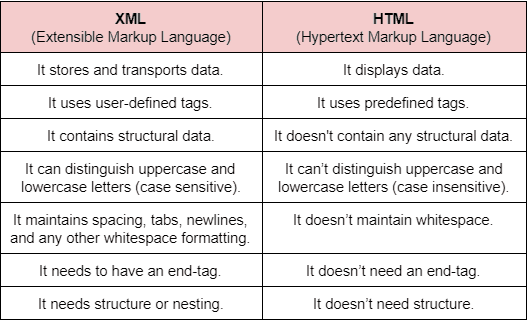 XML
(Extensible Markup Language)
HTML
(Hypertext Markup Language)
It stores and transports data.
It displays data.
It uses user-defined tags.
It uses predefined tags.
It contains structural data.
It doesn't contain any structural data.
It can distinguish uppercase and
lowercase letters (case sensitive).
It can’t distinguish uppercase and
lowercase letters (case insensitive).
It maintains spacing, tabs, newlines,
and any other whitespace formatting.
It doesn’t maintain whitespace.
It needs to have an end-tag.
It doesn’t need an end-tag.
It needs structure or nesting.
It doesn’t need structure.